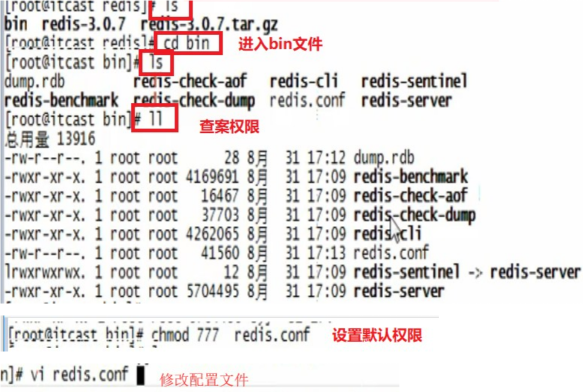 [root@itcast redis]# ls
bin redis-3.0.7 redis-3.0.7.tar.gz
[root@itcast redis]# cd bin 进入bin文件
[root@itcast bin]# ls
dump.rdb redis-check-aof redis-cli redis-sentinel
redis-benchmark redis-check-dump redis.conf redis-server
[root@itcast bin]# ll 查案权限
总用量 13916
-rw-r--r--. 1 root root 28 8月 31 17:12 dump.rdb
-rwxr-xr-x. 1 root root 4169691 8月 31 17:09 redis-benchmark
-rwxr-xr-x. 1 root root 16467 8月 31 17:09 redis-check-aof
-rwxr-xr-x. 1 root root 37703 8月 31 17:09 redis-check-dump
-rwxr-xr-x. 1 root root 4262065 8月 31 17:09 redis-cli
-rw-r--r--. 1 root root 41560 8月 31 17:13 redis.conf
lrwxrwxrwx. 1 root root 12 8月 31 17:09 redis-sentinel -> redis-server
-rwxr-xr-x. 1 root root 5704495 8月 31 17:09 redis-server
[root@itcast bin]# chmod 777 redis.conf 设置默认权限
# vi redis.conf 修改配置文件